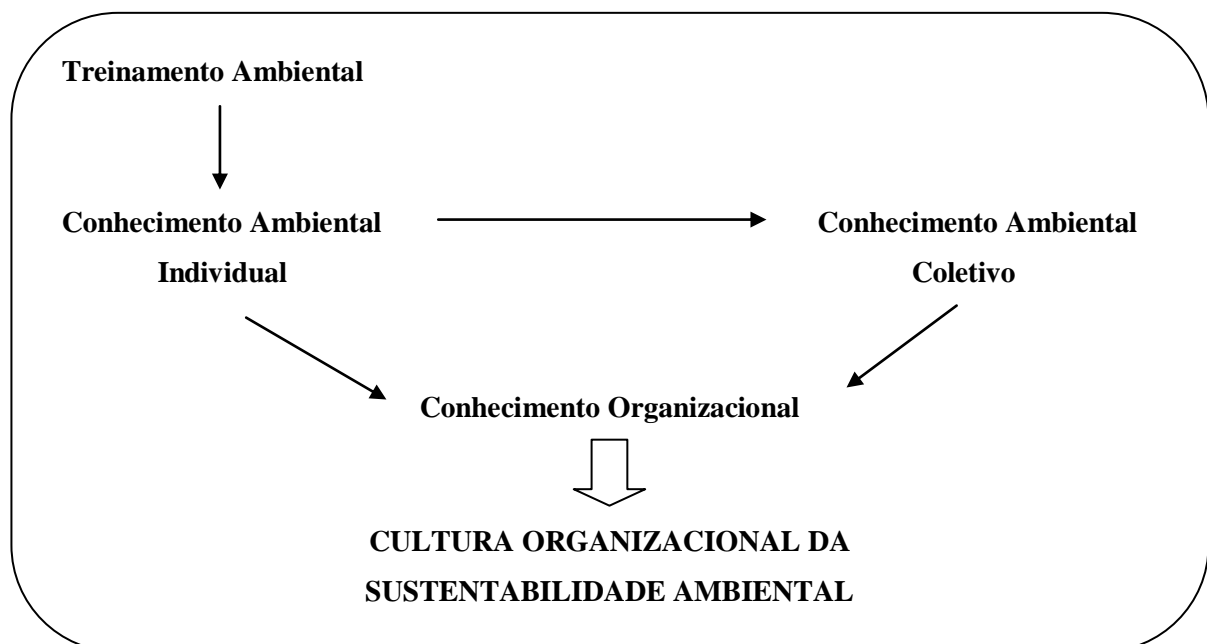 Treinamento Ambiental
Conhecimento Ambiental
Individual
Conhecimento Ambiental
Coletivo
Conhecimento Organizacional
CULTURA ORGANIZACIONAL DA
SUSTENTABILIDADE AMBIENTAL